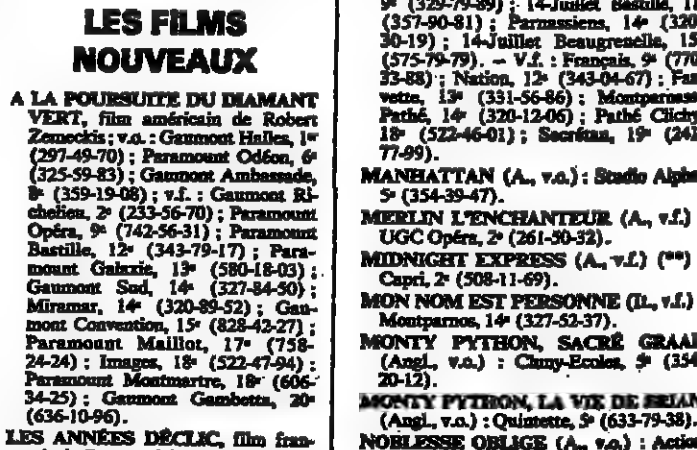 LES FILMS
NOUVEAUX
A LA POURSUITE DU DIAMANT
VERT, film américain de Robert
Zemeckis ; v.o. : Gaumont Halles, 1er
(297-49-70) ; Paramount Odéon, 6e
(325-59-83) ; Gaumont Ambassade,
8e (359-19-08) ; v.f. : Gaumont Ri-
chelieu, 2e (233-56-70) ; Paramount
Opéra, 9e (742-56-31) ; Paramount
Bastille, 12e (343-79-17) ; Para-
mount Galaxie, 13e (580-18-03) ;
Gaumont Sud, 14e (327-84-50) ;
Miramar, 14e (320-89-52) ; Gau-
mont Convention, 15e (828-42-27) ;
Paramount Maillot, 17e (758-
24-24) ; Images, 18e (522-47-94) ;
Paramount Montmartre, 18e (606-
34-25) ; Gaumont Gambetta, 20e
(636-10-96).
LES ANNÉES DÉCLIC, film fran-
9e (329-79-89) ; 14-Juillet Bastille, 11
(357-90-81) ; Parnassiens, 14e (320
30-19) ; 14-Juillet Beaugrenelle, 15
(575-79-79). – V.f. : Français, 9e (770
33-88) ; Nation, 12e (343-04-67) ; Fau
vette, 13e (331-56-86) ; Montparnass
Pathé, 14e (320-12-06) ; Pathé Clichy
18e (522-46-01) ; Secrétan, 19e (241
77-99).
MANHATTAN (A., v.o.) : Studio Alpha
5e (354-39-47).
MERLIN L'ENCHANTEUR (A., v.f.)
UGC Opéra, 2e (261-50-32).
MIDNIGHT EXPRESS (A., v.f.) (**)
Capri, 2e (508-11-69).
MON NOM EST PERSONNE (It., v.f.)
Montparnos, 14e (327-52-37).
MONTY PYTHON, SACRÉ GRAAL
(Angl., v.o.) : Cluny-Ecoles, 5e (354
20-12).
MONTY PYTHON, LA VIE DE BRIAN
(Angl., v.o.) : Quintette, 5e (633-79-38).
NOBLESSE OBLIGE (A., v.o.) : Action